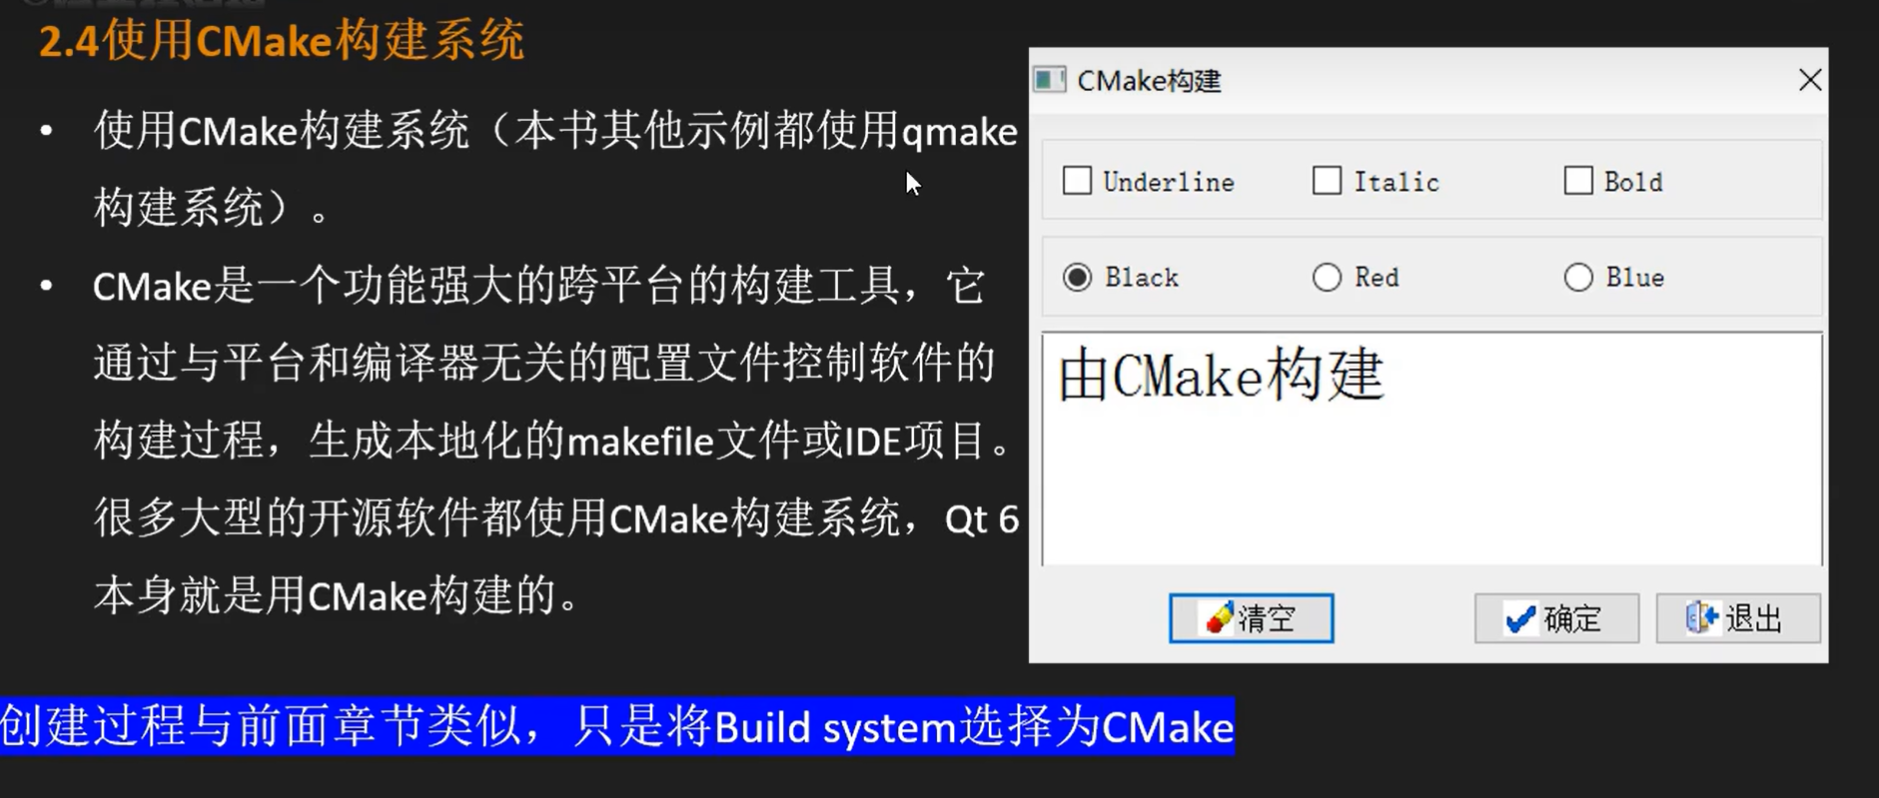 2.4使用CMake构建系统
• 使用CMake构建系统（本书其他示例都使用qmake
构建系统）。
• CMake是一个功能强大的跨平台的构建工具，它
通过与平台和编译器无关的配置文件控制软件的
构建过程，生成本地化的makefile文件或IDE项目。
很多大型的开源软件都使用CMake构建系统，Qt 6
本身就是用CMake构建的。
CMake构建
Underline Italic Bold
Black Red Blue
由CMake构建
清空 确定 退出
创建过程与前面章节类似，只是将Build system选择为CMake